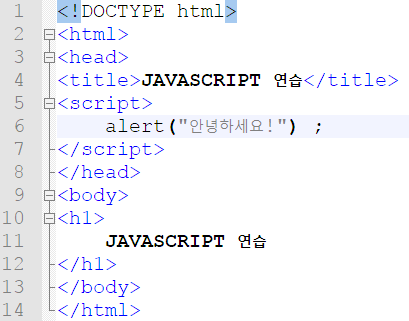 1 <!DOCTYPE html>
2 <html>
3 <head>
4 <title>JAVASCRIPT 연습</title>
5 <script>
6 alert("안녕하세요!") ;
7 </script>
8 </head>
9 <body>
10 <h1>
11 JAVASCRIPT 연습
12 </h1>
13 </body>
14 </html>